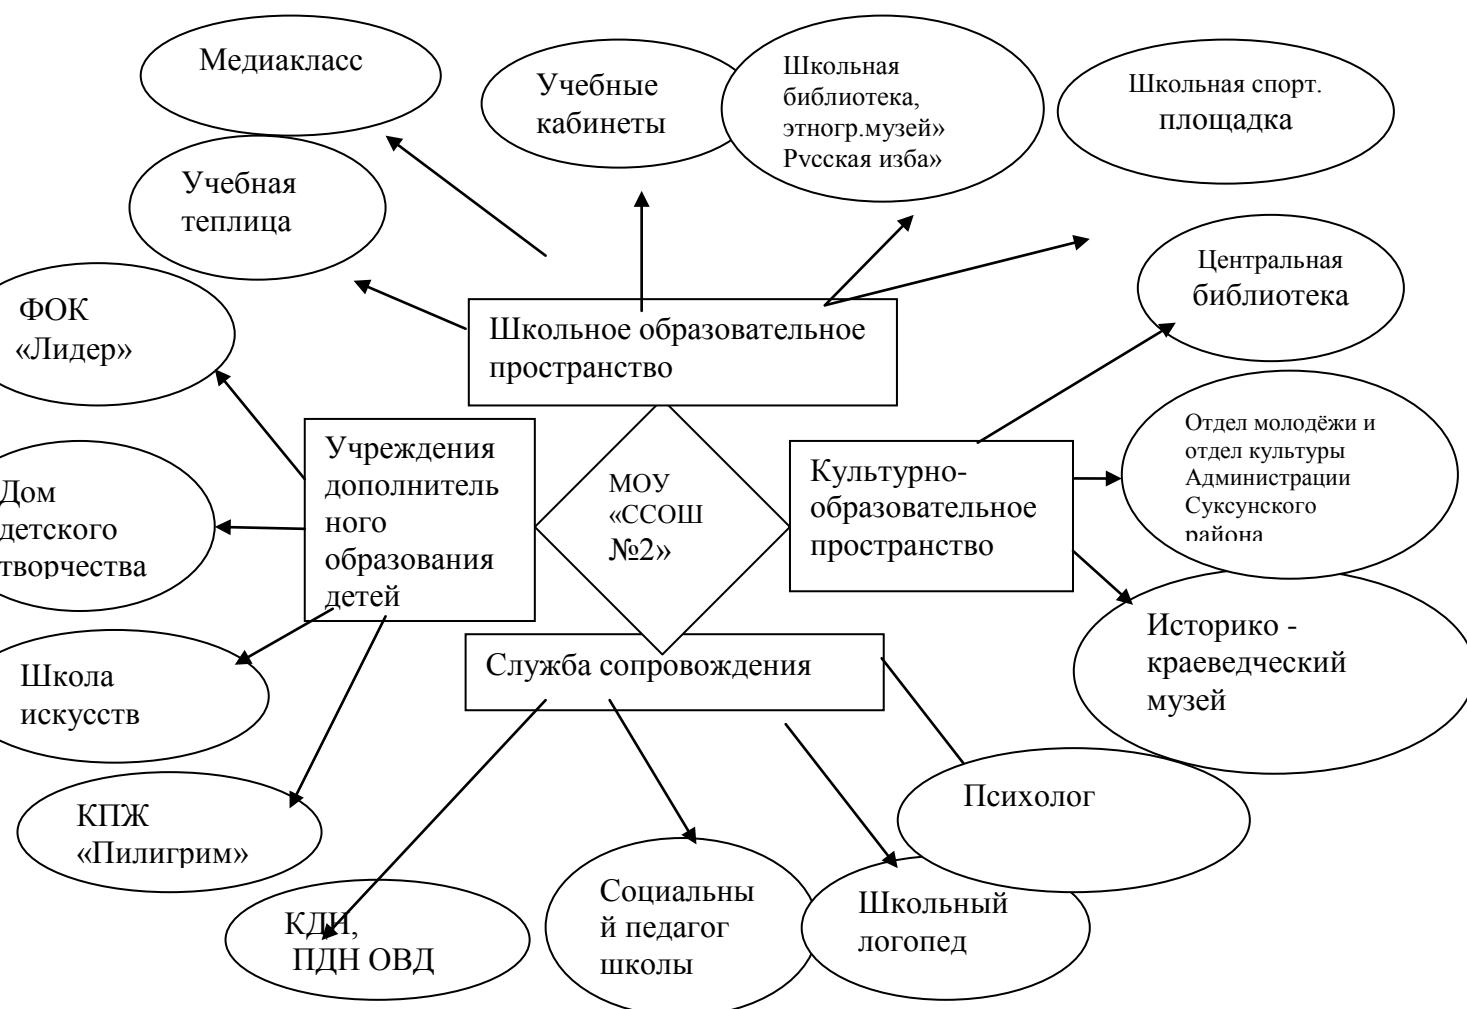 Медиакласс
Учебные
кабинеты
Школьная
библиотека,
этногр.музей»
Русская изба»
Школьная спорт.
площадка
Учебная
теплица
Центральная
библиотека
ФОК
«Лидер»
Школьное образовательное
пространство
Отдел молодёжи и
отдел культуры
Администрации
Суксунского
района
Учреждения
дополнитель
ного
образования
детей
МОУ
«ССОШ
№2»
Культурно-
образовательное
пространство
Дом
детского
творчества
Историко -
краеведческий
музей
Служба сопровождения
Школа
искусств
Психолог
КПЖ
«Пилигрим»
КДН,
ПДН ОВД
Социальны
й педагог
школы
Школьный
логопед